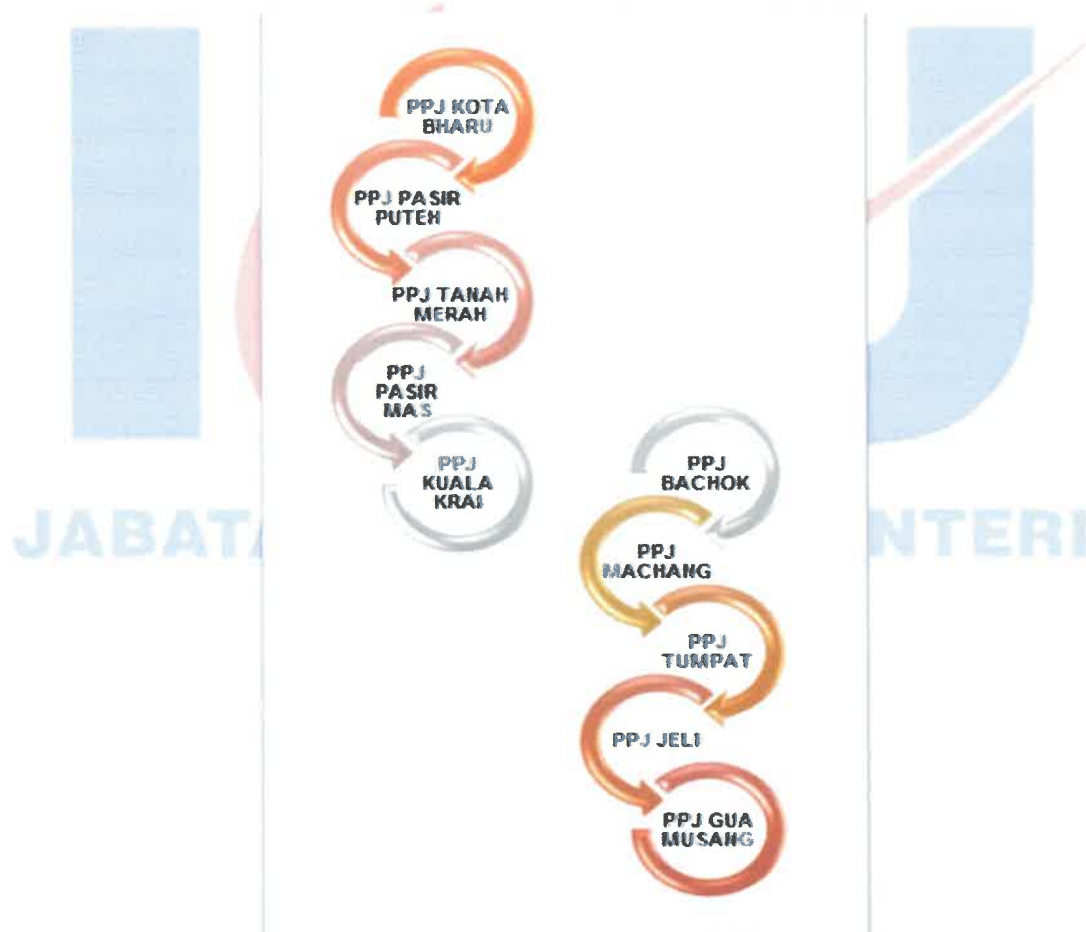 PPJ KOTA
BHARU
PPJ PASIR
PUTEH
PPJ TANAH
MERAH
PPJ
PASIR
MAS
PPJ
KUALA
KRAI
PPJ
BACHOK
PPJ
MACHANG
PPJ
TUMPAT
PPJ JELI
PPJ GUA
MUSANG
JABATA
NTERI